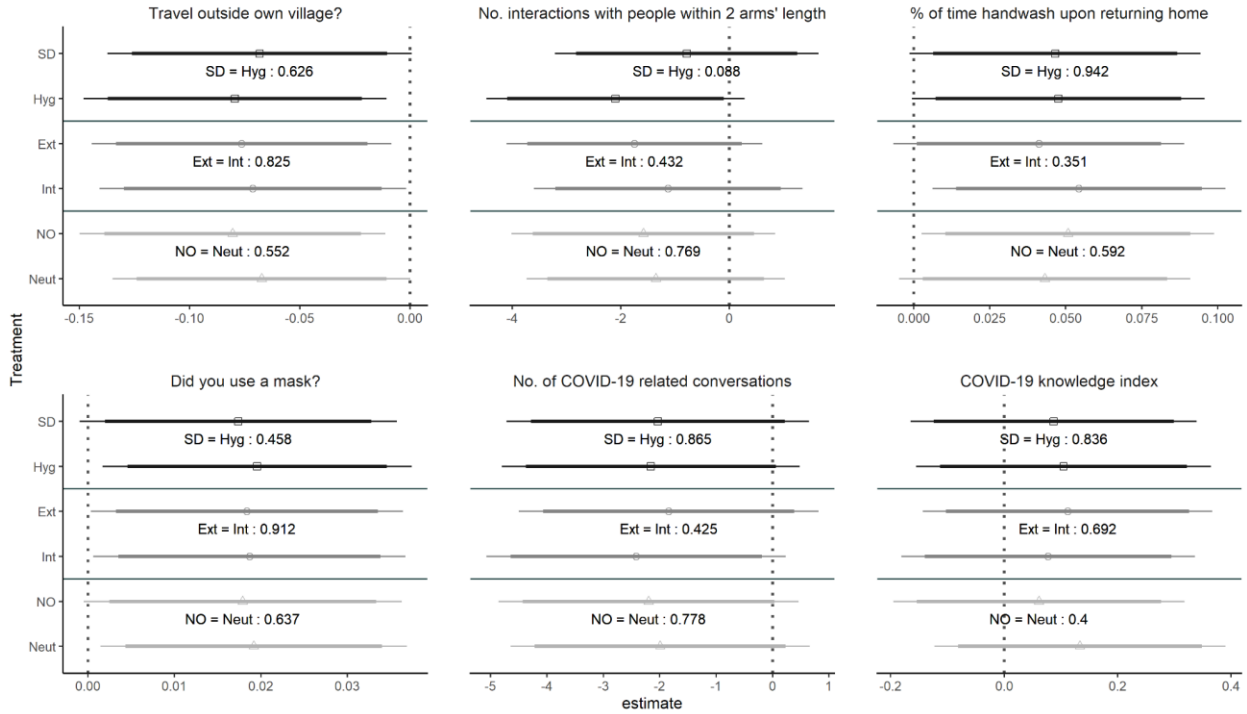 Travel outside own village?
No. interactions with people within 2 arms' length
% of time handwash upon returning home
SD
SD = Hyg : 0.626
Hyg
Ext
Ext = Int : 0.825
Int
NO
NO = Neut : 0.552
Neut
-0.15 -0.10 -0.05 0.00
SD = Hyg : 0.088
Ext = Int : 0.432
NO = Neut : 0.769
-4 -2 0
SD = Hyg : 0.942
Ext = Int : 0.351
NO = Neut : 0.592
0.000 0.025 0.050 0.075 0.100
Treatment
Did you use a mask?
No. of COVID-19 related conversations
COVID-19 knowledge index
SD
SD = Hyg : 0.458
Hyg
Ext
Ext = Int : 0.912
Int
NO
NO = Neut : 0.637
Neut
0.00 0.01 0.02 0.03
SD = Hyg : 0.865
Ext = Int : 0.425
NO = Neut : 0.778
-5 -4 -3 -2 -1 0 1
SD = Hyg : 0.836
Ext = Int : 0.692
NO = Neut : 0.4
-0.2 0.0 0.2 0.4
estimate